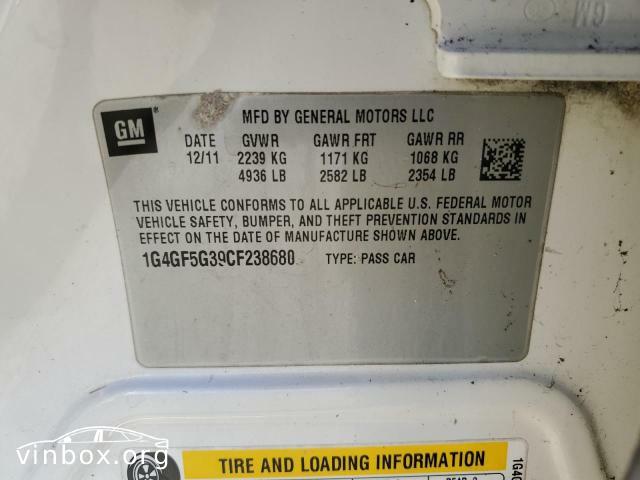 GM
GM
MFD BY GENERAL MOTORS LLC
DATE GVWR GAWR FRT GAWR RR
12/11 2239 KG 1171 KG 1068 KG
4936 LB 2582 LB 2354 LB
THIS VEHICLE CONFORMS TO ALL APPLICABLE U.S. FEDERAL MOTOR
VEHICLE SAFETY, BUMPER, AND THEFT PREVENTION STANDARDS IN
EFFECT ON THE DATE OF MANUFACTURE SHOWN ABOVE.
1G4GF5G39CF238680 TYPE: PASS CAR
TIRE AND LOADING INFORMATION
vinbox.org